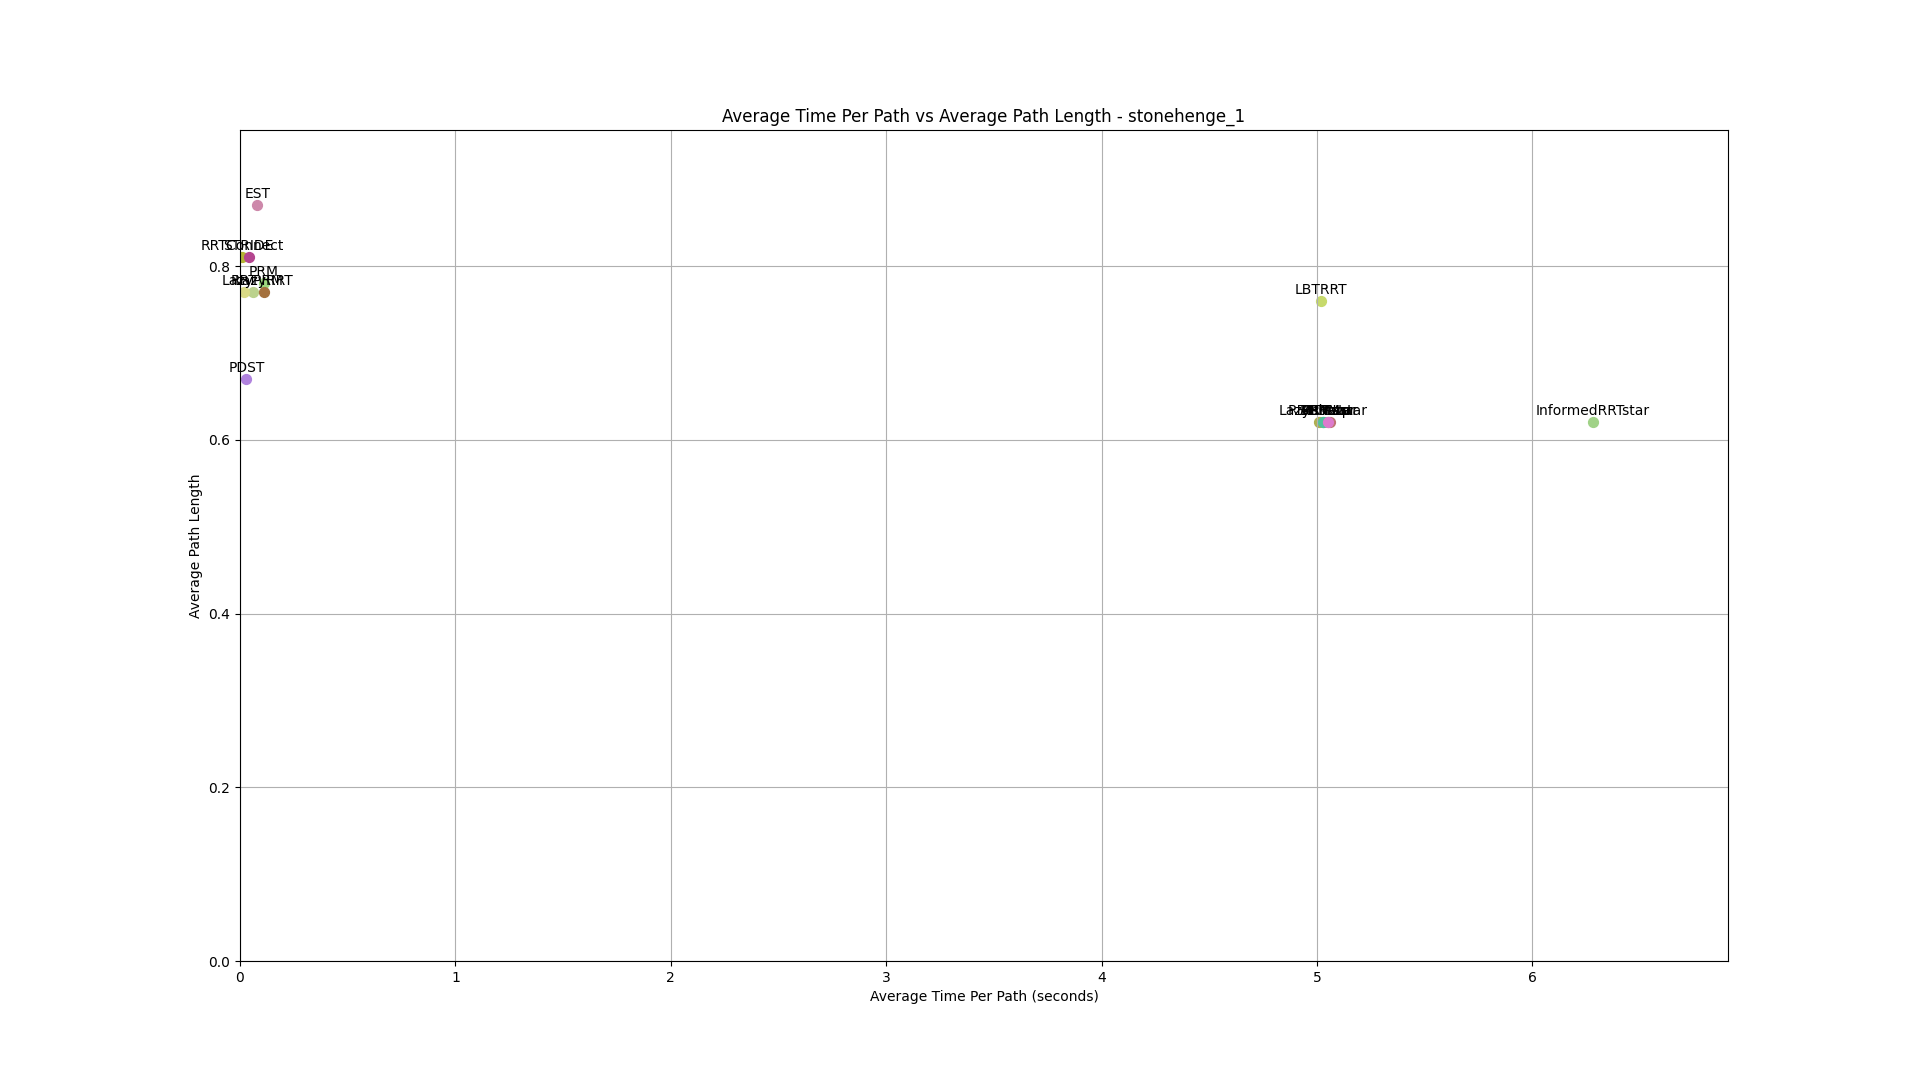 Average Time Per Path vs Average Path Length - stonehenge_1
EST
RRTConnect
STRIDE
0.8
PRM
LBTRRT
PDST
InformedRRTstar
0.6
Average Path Length
0.4
0.2
0.0
0 1 2 3 4 5 6
Average Time Per Path (seconds)